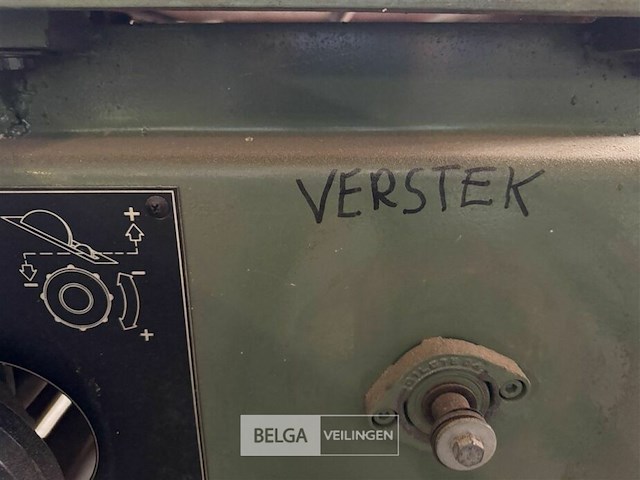 VERSTEK
+
-
-
+
BELGA VEILINGEN